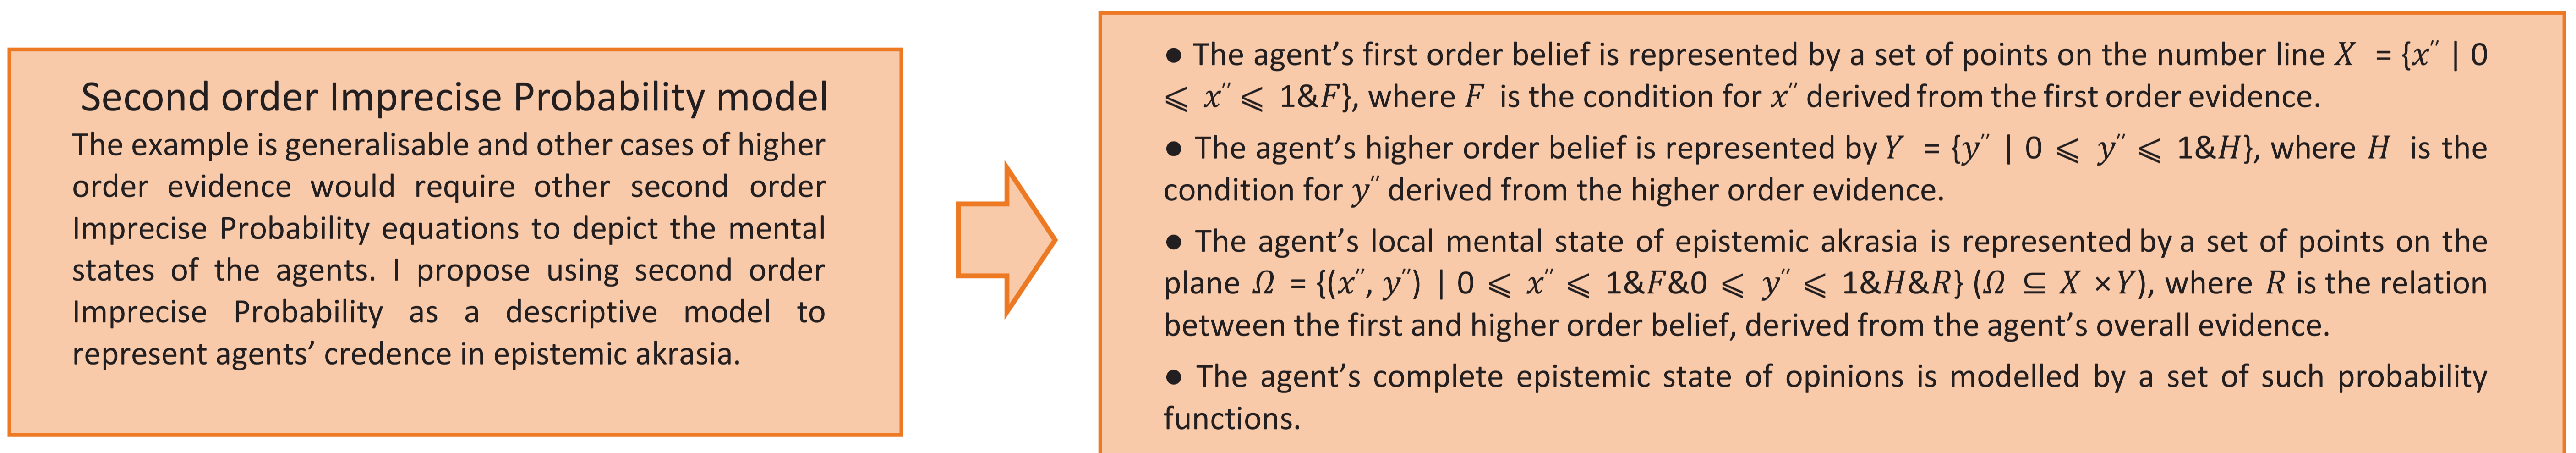 Second order Imprecise Probability model
The example is generalisable and other cases of higher
order evidence would require other second order
Imprecise Probability equations to depict the mental
states of the agents. I propose using second order
Imprecise Probability as a descriptive model to
represent agents’ credence in epistemic akrasia.
● The agent’s first order belief is represented by a set of points on the number line X = {x′′ | 0
⩽ x′′ ⩽ 1&F}, where F is the condition for x′′ derived from the first order evidence.
● The agent’s higher order belief is represented by Y = {y′′ | 0 ⩽ y′′ ⩽ 1&H}, where H is the
condition for y′′ derived from the higher order evidence.
● The agent’s local mental state of epistemic akrasia is represented by a set of points on the
plane Ω = {(x′′, y′′) | 0 ⩽ x′′ ⩽ 1&F&0 ⩽ y′′ ⩽ 1&H&R} (Ω ⊆ X ×Y), where R is the relation
between the first and higher order belief, derived from the agent’s overall evidence.
● The agent’s complete epistemic state of opinions is modelled by a set of such probability
functions.